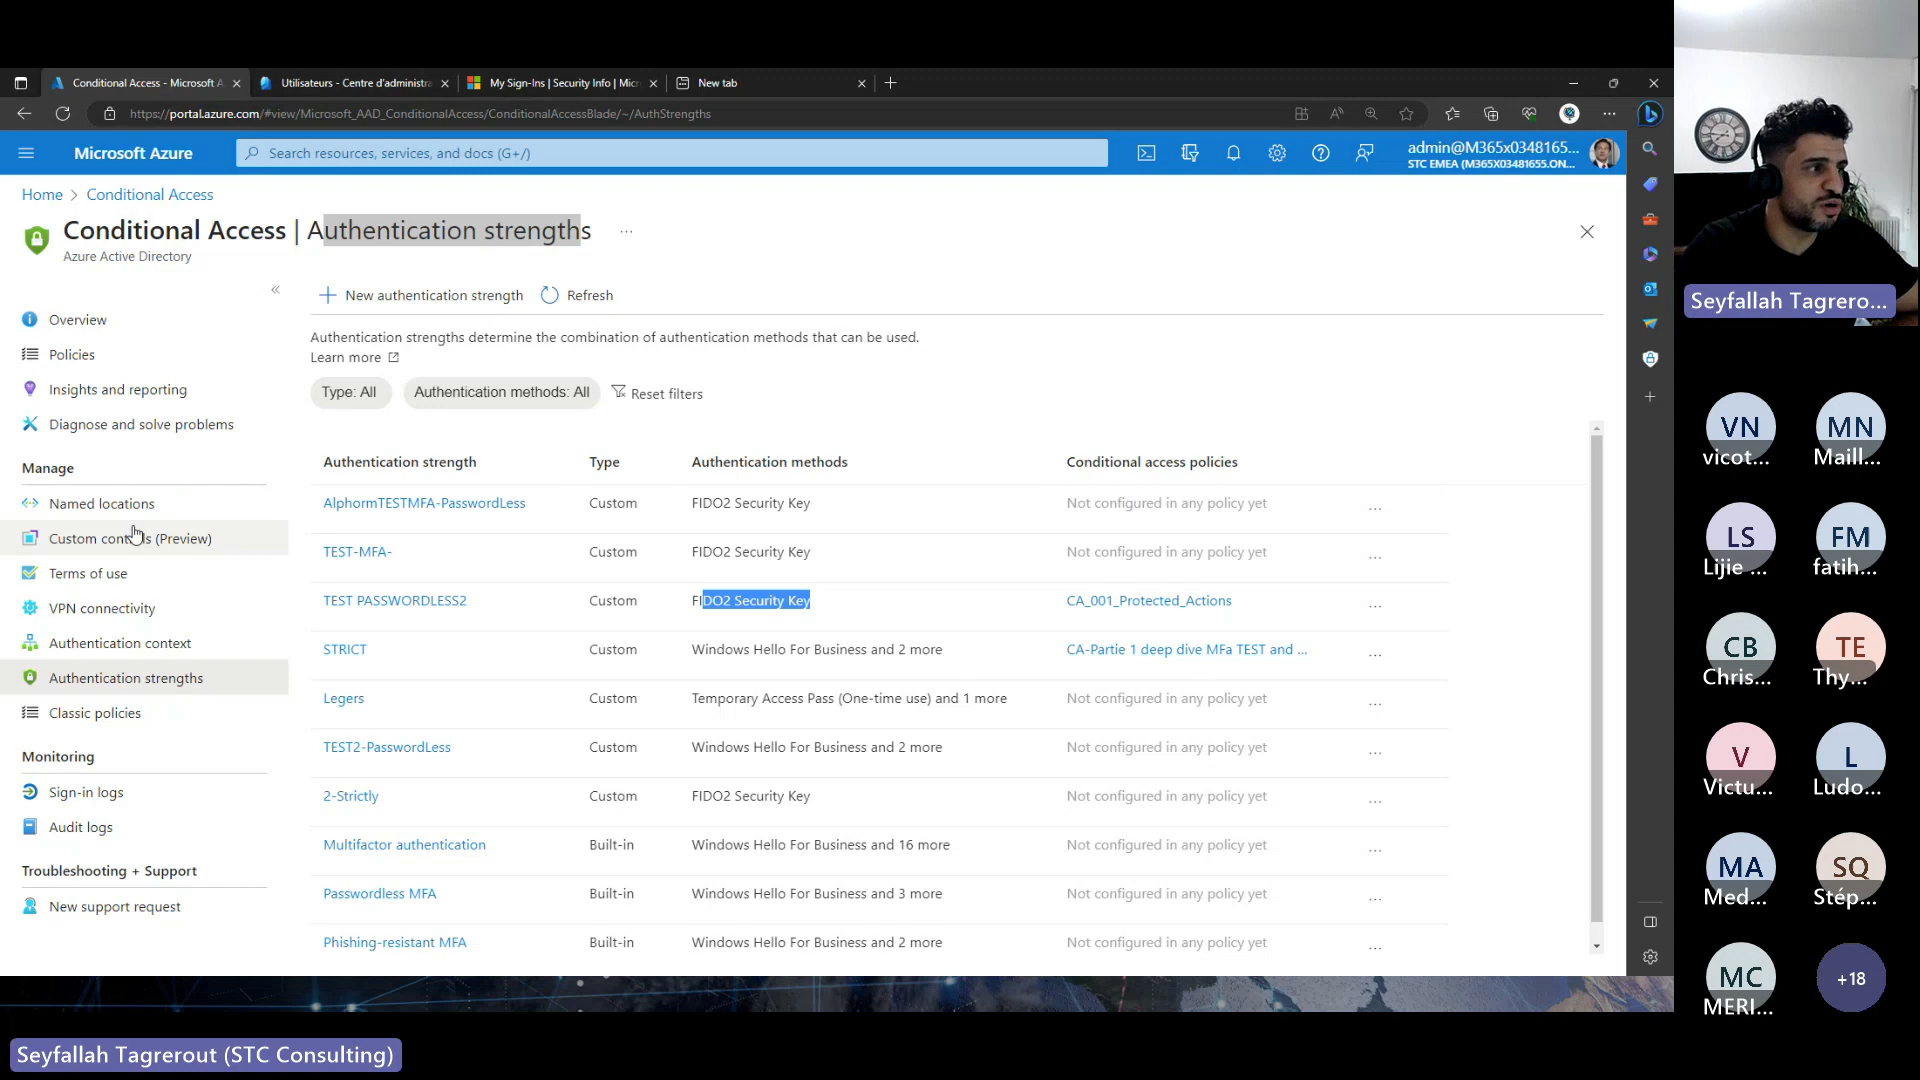 Conditional Access - Microsoft A
Utilisateurs - Centre d'administra
My Sign-Ins | Security Info | Micr
New tab
https://portal.azure.com/#view/Microsoft_AAD_ConditionalAccess/ConditionalAccessBlade/~/AuthStrengths
Microsoft Azure
Search resources, services, and docs (G+/)
admin@M365x0348165...
STC EMEA (M365X03481655.ON...
Home > Conditional Access
Conditional Access | Authentication strengths ...
Azure Active Directory
Overview
Policies
Insights and reporting
Diagnose and solve problems
Manage
Named locations
Custom controls (Preview)
Terms of use
VPN connectivity
Authentication context
Authentication strengths
Classic policies
Monitoring
Sign-in logs
Audit logs
Troubleshooting + Support
New support request
New authentication strength
Refresh
Authentication strengths determine the combination of authentication methods that can be used.
Learn more
Type: All
Authentication methods: All
Reset filters
Authentication strength Type Authentication methods Conditional access policies
AlphormTESTMFA-PasswordLess Custom FIDO2 Security Key Not configured in any policy yet ...
TEST-MFA- Custom FIDO2 Security Key Not configured in any policy yet ...
TEST PASSWORDLESS2 Custom FIDO2 Security Key CA_001_Protected_Actions ...
STRICT Custom Windows Hello For Business and 2 more CA-Partie 1 deep dive MFa TEST and ... ...
Legers Custom Temporary Access Pass (One-time use) and 1 more Not configured in any policy yet ...
TEST2-PasswordLess Custom Windows Hello For Business and 2 more Not configured in any policy yet ...
2-Strictly Custom FIDO2 Security Key Not configured in any policy yet ...
Multifactor authentication Built-in Windows Hello For Business and 16 more Not configured in any policy yet ...
Passwordless MFA Built-in Windows Hello For Business and 3 more Not configured in any policy yet ...
Phishing-resistant MFA Built-in Windows Hello For Business and 2 more Not configured in any policy yet ...
Seyfallah Tagrero...
VN
vicot...
MN
Maill...
LS
Lijie ...
FM
fatih...
CB
Chris...
TE
Thy...
V
Victu...
L
Ludo...
MA
Med...
SQ
Stép...
MC
MERI...
+18
Seyfallah Tagrerout (STC Consulting)